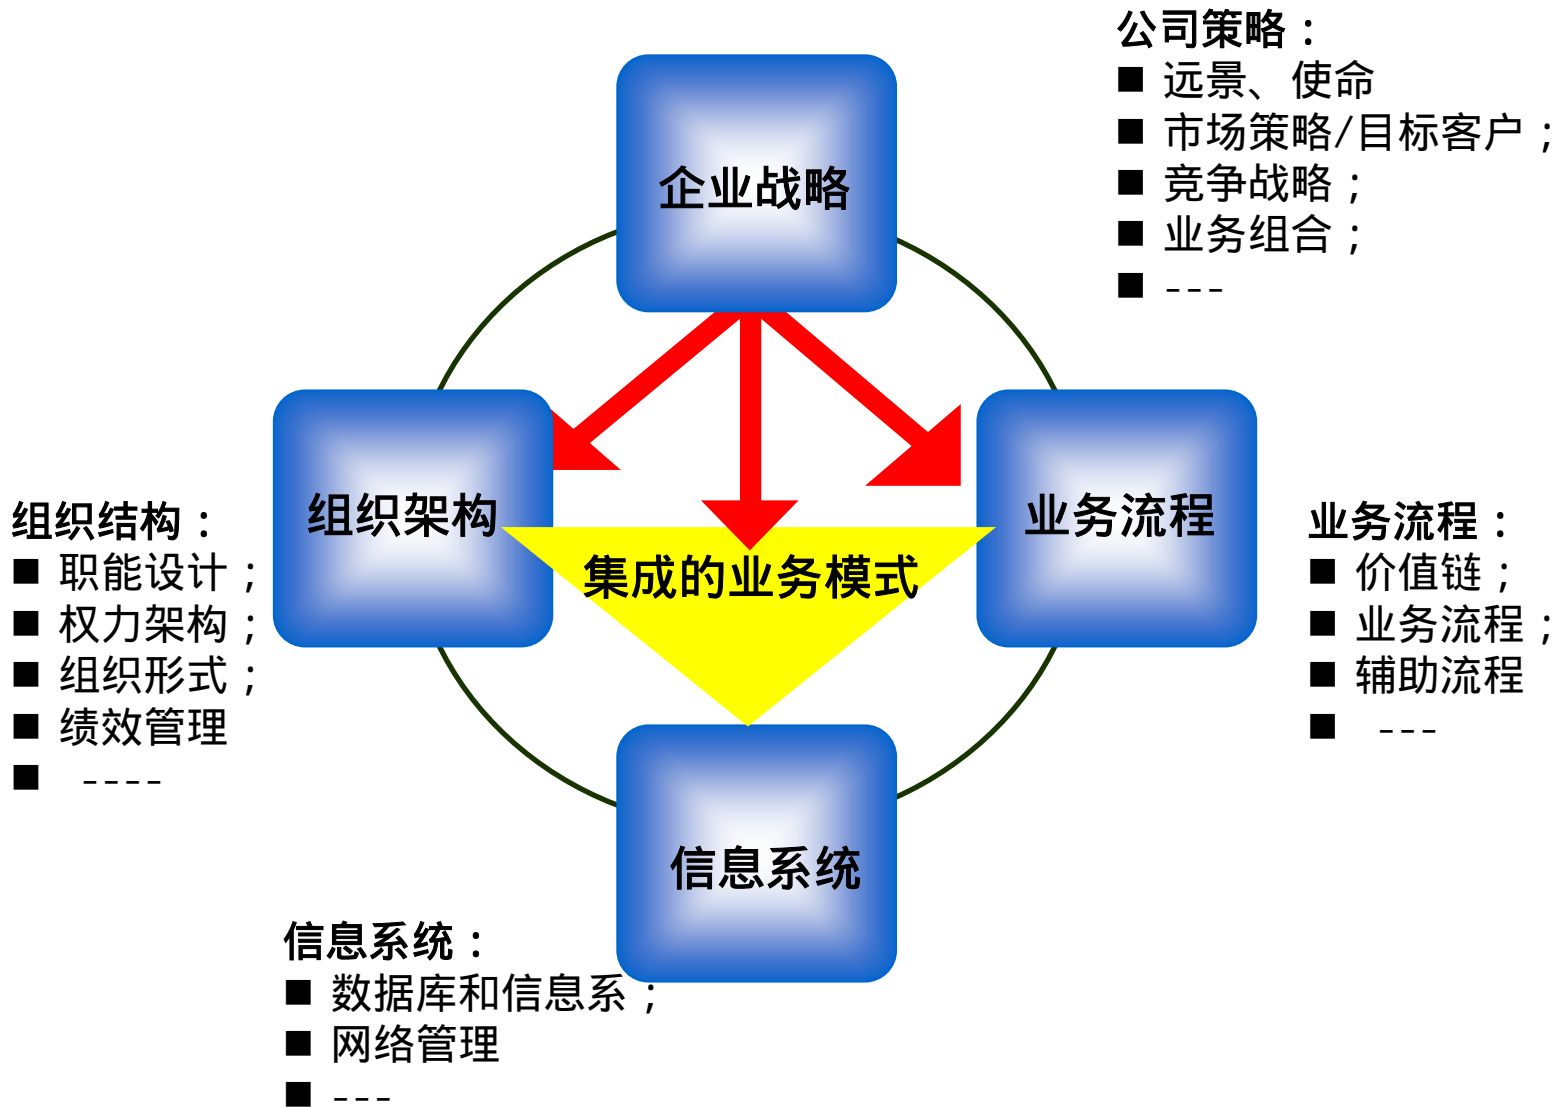 公司策略：
■ 远景、使命
■ 市场策略/目标客户；
■ 竞争战略；
■ 业务组合；
■ ---
企业战略
组织架构
业务流程
集成的业务模式
信息系统
组织结构：
■ 职能设计；
■ 权力架构；
■ 组织形式；
■ 绩效管理
■ ----
业务流程：
■ 价值链；
■ 业务流程；
■ 辅助流程
■ ---
信息系统：
■ 数据库和信息系；
■ 网络管理
■ ---